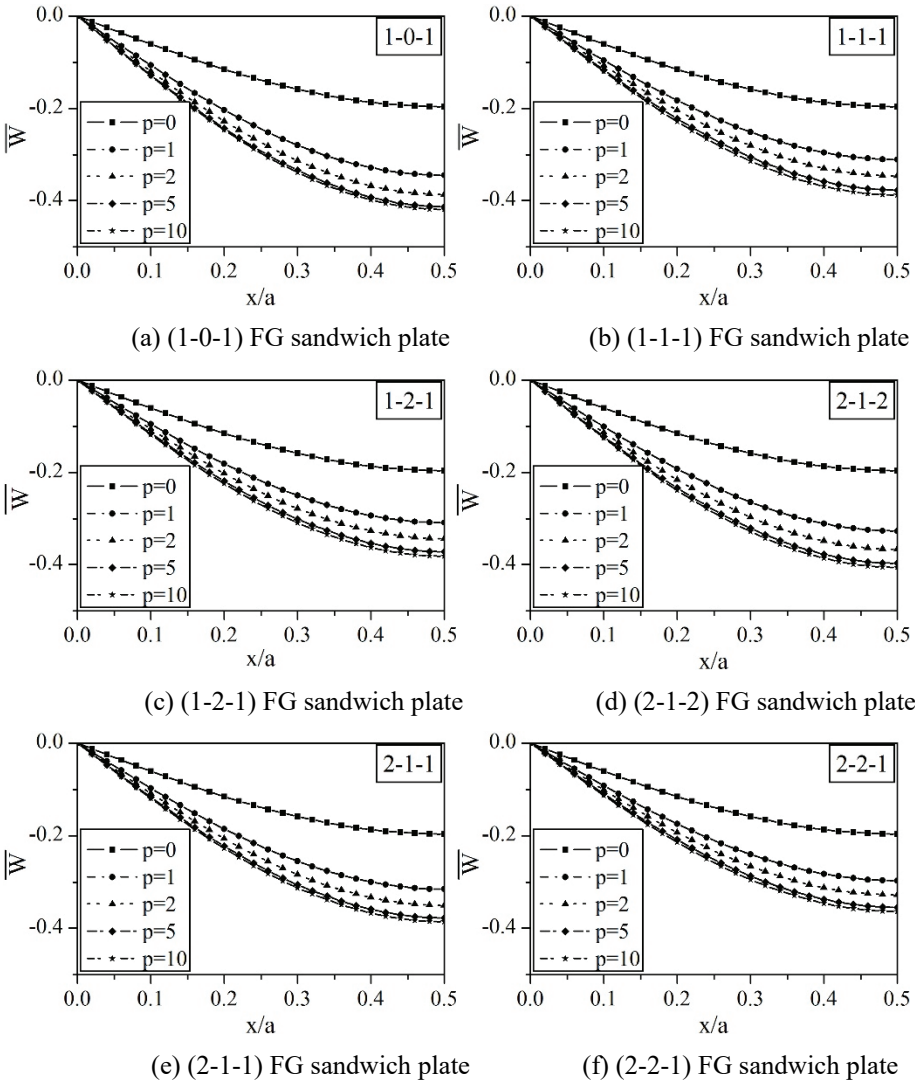 0.0
-0.2
-0.4
W
1-0-1
p=0
p=1
p=2
p=5
p=10
0.0 0.1 0.2 0.3 0.4 0.5
x/a
(a) (1-0-1) FG sandwich plate
0.0
-0.2
-0.4
W
1-1-1
p=0
p=1
p=2
p=5
p=10
0.0 0.1 0.2 0.3 0.4 0.5
x/a
(b) (1-1-1) FG sandwich plate
0.0
-0.2
-0.4
W
1-2-1
p=0
p=1
p=2
p=5
p=10
0.0 0.1 0.2 0.3 0.4 0.5
x/a
(c) (1-2-1) FG sandwich plate
0.0
-0.2
-0.4
W
2-1-2
p=0
p=1
p=2
p=5
p=10
0.0 0.1 0.2 0.3 0.4 0.5
x/a
(d) (2-1-2) FG sandwich plate
0.0
-0.2
-0.4
W
2-1-1
p=0
p=1
p=2
p=5
p=10
0.0 0.1 0.2 0.3 0.4 0.5
x/a
(e) (2-1-1) FG sandwich plate
0.0
-0.2
-0.4
W
2-2-1
p=0
p=1
p=2
p=5
p=10
0.0 0.1 0.2 0.3 0.4 0.5
x/a
(f) (2-2-1) FG sandwich plate